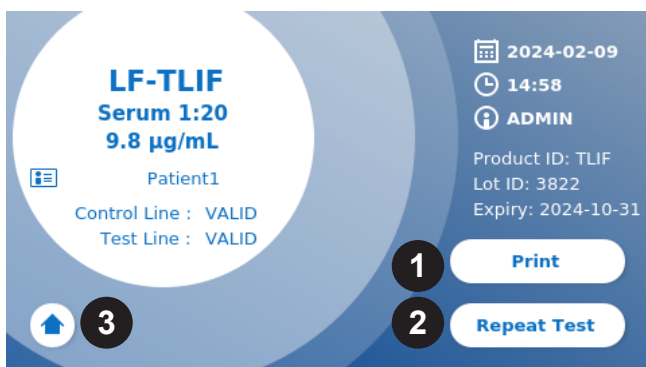 LF-TLIF
Serum 1:20
9.8 µg/mL
Patient1
Control Line : VALID
Test Line : VALID
2024-02-09
14:58
ADMIN
Product ID: TLIF
Lot ID: 3822
Expiry: 2024-10-31
1 Print
2 Repeat Test
3